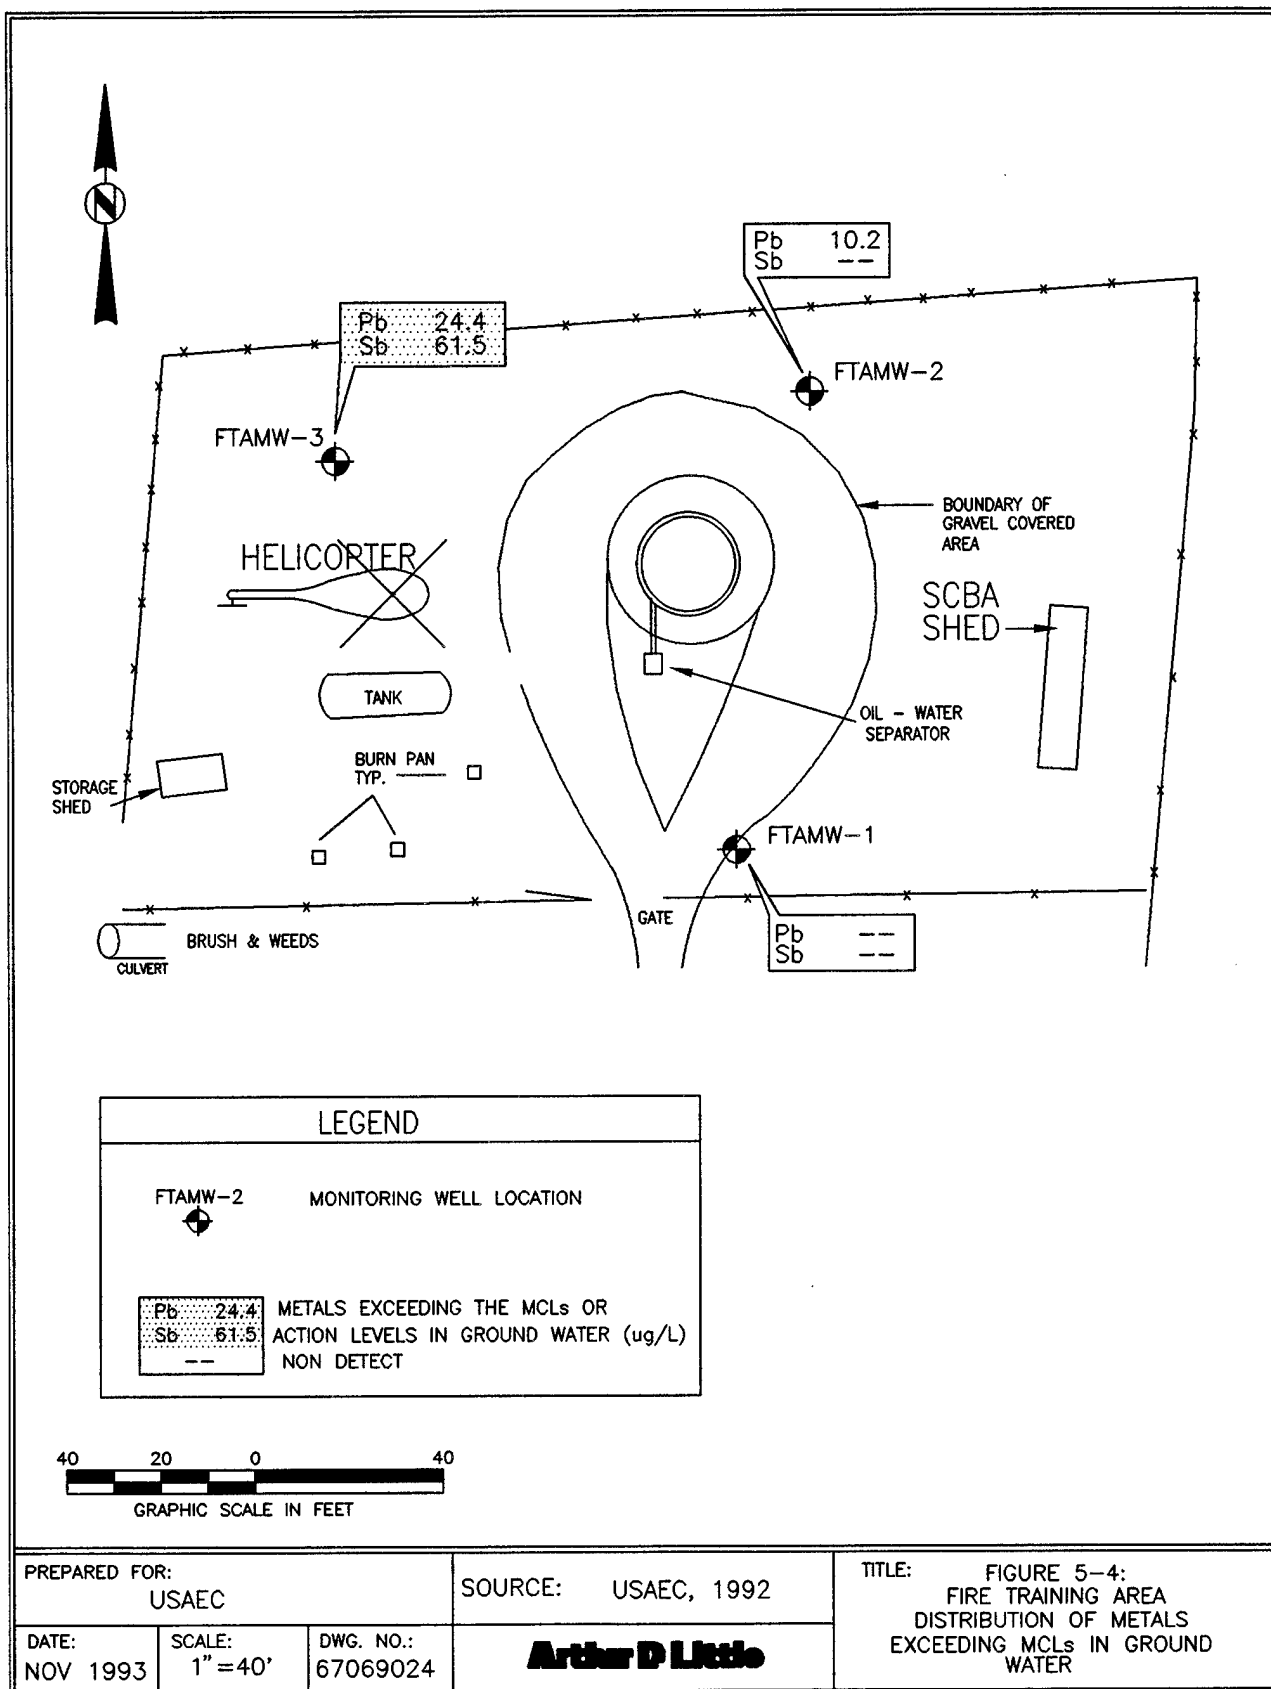 N
Pb 10.2
Sb --
Pb 24.4
Sb 61.5
FTAMW-2
FTAMW-3
BOUNDARY OF
GRAVEL COVERED
AREA
HELICOPTER
SCBA
SHED
TANK
OIL - WATER
SEPARATOR
BURN PAN
TYP.
STORAGE
SHED
FTAMW-1
GATE
Pb --
Sb --
BRUSH & WEEDS
CULVERT
LEGEND
FTAMW-2 MONITORING WELL LOCATION
Pb 24.4 METALS EXCEEDING THE MCLs OR
Sb 61.5 ACTION LEVELS IN GROUND WATER (ug/L)
-- NON DETECT
40 20 0 40
GRAPHIC SCALE IN FEET
PREPARED FOR:
USAEC
SOURCE: USAEC, 1992
TITLE: FIGURE 5-4:
FIRE TRAINING AREA
DISTRIBUTION OF METALS
EXCEEDING MCLs IN GROUND
WATER
DATE:
NOV 1993
SCALE:
1"=40'
DWG. NO.:
67069024
Arthur D Little